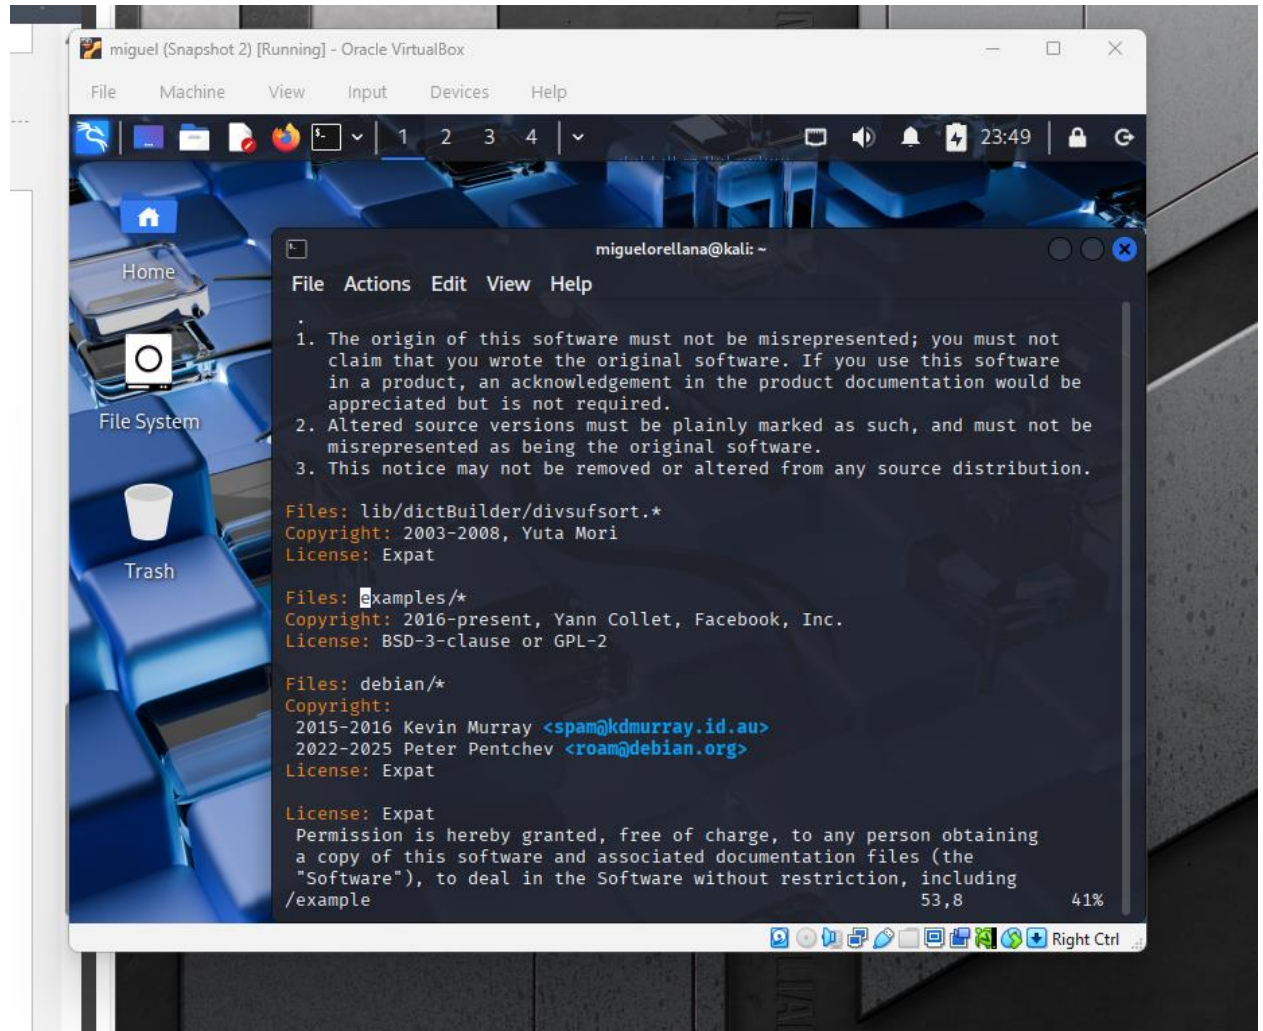 miguel (Snapshot 2) [Running] - Oracle VirtualBox
File Machine View Input Devices Help
1 2 3 4 23:49
Home
File System
Trash
miguelorellana@kali: ~
File Actions Edit View Help
.
1. The origin of this software must not be misrepresented; you must not
claim that you wrote the original software. If you use this software
in a product, an acknowledgement in the product documentation would be
appreciated but is not required.
2. Altered source versions must be plainly marked as such, and must not be
misrepresented as being the original software.
3. This notice may not be removed or altered from any source distribution.
Files: lib/dictBuilder/divsufsort.*
Copyright: 2003-2008, Yuta Mori
License: Expat
Files: examples/*
Copyright: 2016-present, Yann Collet, Facebook, Inc.
License: BSD-3-clause or GPL-2
Files: debian/*
Copyright:
2015-2016 Kevin Murray <spam@kdmurray.id.au>
2022-2025 Peter Pentchev <roam@debian.org>
License: Expat
License: Expat
Permission is hereby granted, free of charge, to any person obtaining
a copy of this software and associated documentation files (the
"Software"), to deal in the Software without restriction, including
/example 53,8 41%
Right Ctrl